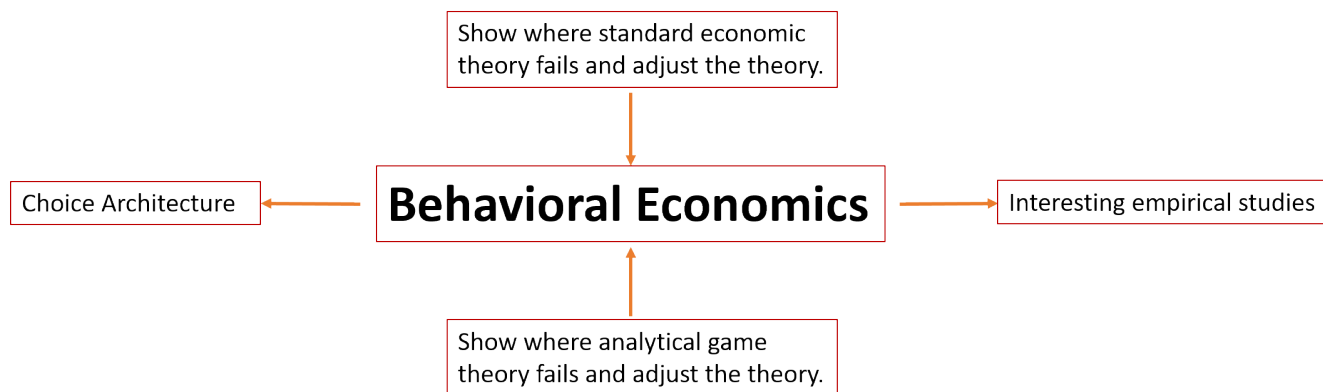 Show where standard economic
theory fails and adjust the theory.
Choice Architecture
Behavioral Economics
Interesting empirical studies
Show where analytical game
theory fails and adjust the theory.